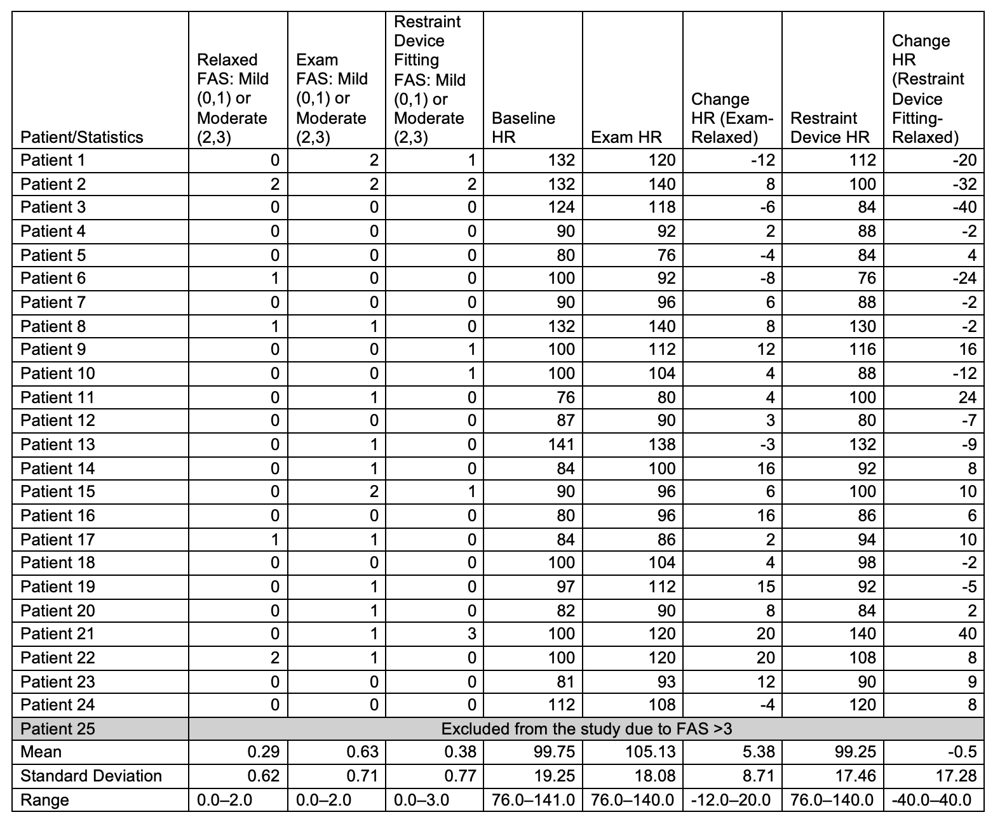 Patient/Statistics Relaxed FAS: Mild (0,1) or Moderate (2,3) Exam FAS: Mild (0,1) or Moderate (2,3) Restraint Device Fitting FAS: Mild (0,1) or Moderate (2,3) Baseline HR Exam HR Change HR (Exam-Relaxed) Restraint Device HR Change HR (Restraint Device Fitting-Relaxed)
Patient 1 0 2 1 132 120 -12 112 -20
Patient 2 2 2 2 132 140 8 100 -32
Patient 3 0 0 0 124 118 -6 84 -40
Patient 4 0 0 0 90 92 2 88 -2
Patient 5 0 0 0 80 76 -4 84 4
Patient 6 1 0 0 100 92 -8 76 -24
Patient 7 0 0 0 90 96 6 88 -2
Patient 8 1 1 0 132 140 8 130 -2
Patient 9 0 0 1 100 112 12 116 16
Patient 10 0 0 1 100 104 4 88 -12
Patient 11 0 1 0 76 80 4 100 24
Patient 12 0 0 0 87 90 3 80 -7
Patient 13 0 1 0 141 138 -3 132 -9
Patient 14 0 1 0 84 100 16 92 8
Patient 15 0 2 1 90 96 6 100 10
Patient 16 0 0 0 80 96 16 86 6
Patient 17 1 1 0 84 86 2 94 10
Patient 18 0 0 0 100 104 4 98 -2
Patient 19 0 1 0 97 112 15 92 -5
Patient 20 0 1 0 82 90 8 84 2
Patient 21 0 1 3 100 120 20 140 40
Patient 22 2 1 0 100 120 20 108 8
Patient 23 0 0 0 81 93 12 90 9
Patient 24 0 0 0 112 108 -4 120 8
Patient 25 Excluded from the study due to FAS >3
Mean 0.29 0.63 0.38 99.75 105.13 5.38 99.25 -0.5
Standard Deviation 0.62 0.71 0.77 19.25 18.08 8.71 17.46 17.28
Range 0.0–2.0 0.0–2.0 0.0–3.0 76.0–141.0 76.0–140.0 -12.0–20.0 76.0–140.0 -40.0–40.0